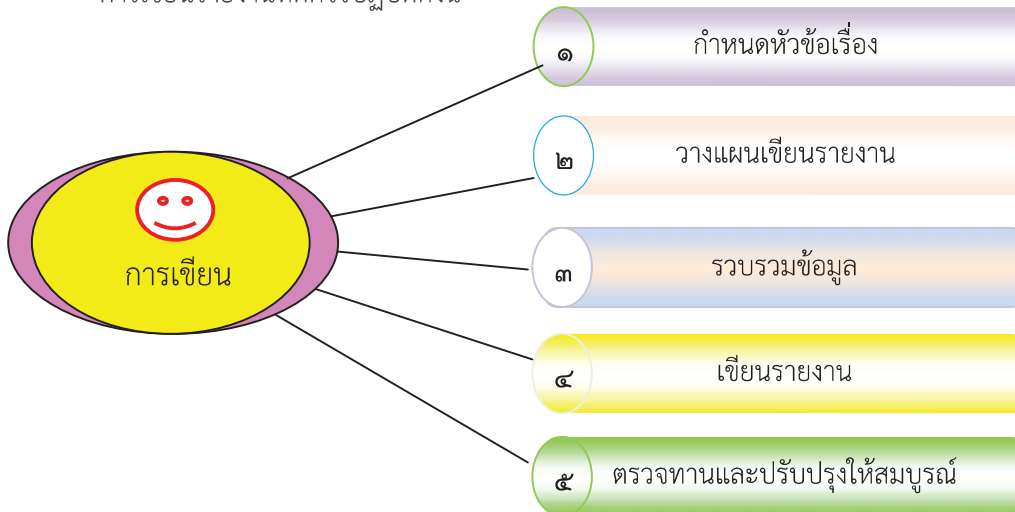 ๑ กำหนดหัวข้อเรื่อง
๒ วางแผนเขียนรายงาน
การเขียน
๓ รวบรวมข้อมูล
๔ เขียนรายงาน
๕ ตรวจทานและปรับปรุงให้สมบูรณ์